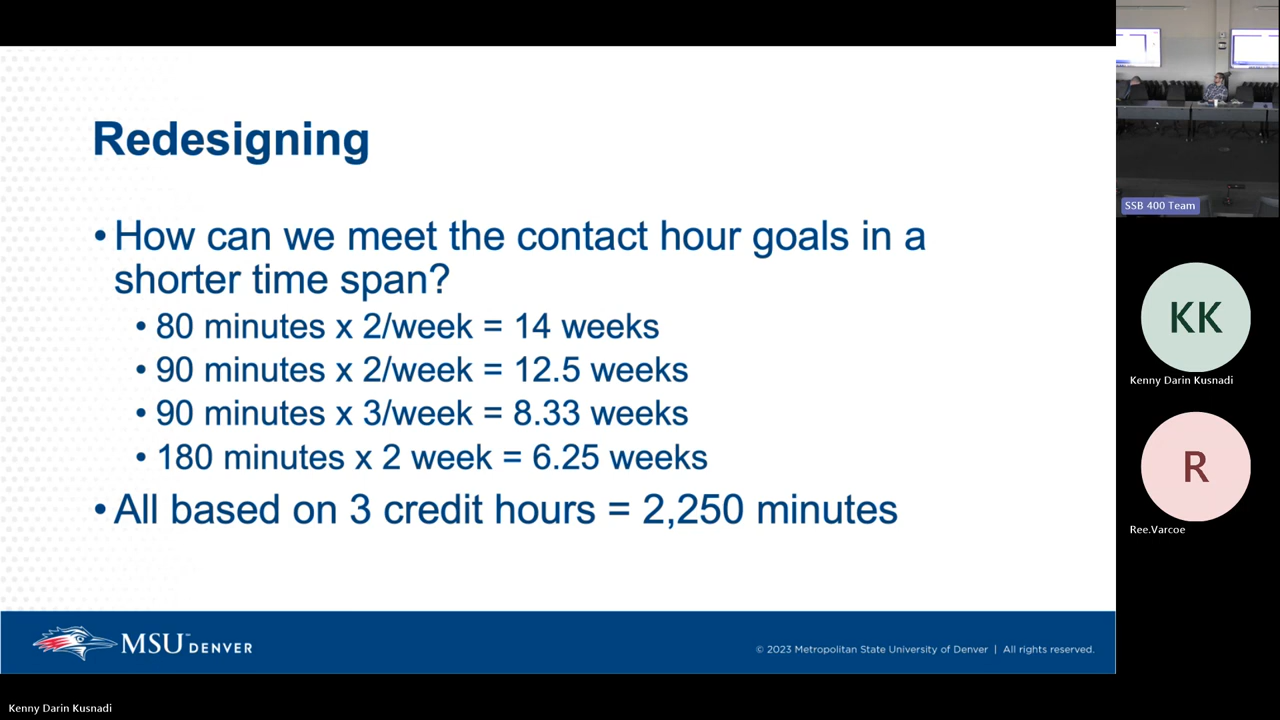 Redesigning
• How can we meet the contact hour goals in a
shorter time span?
• 80 minutes x 2/week = 14 weeks
• 90 minutes x 2/week = 12.5 weeks
• 90 minutes x 3/week = 8.33 weeks
• 180 minutes x 2 week = 6.25 weeks
• All based on 3 credit hours = 2,250 minutes
MSU DENVER
© 2023 Metropolitan State University of Denver | All rights reserved.
SSB 400 Team
KK
Kenny Darin Kusnadi
R
Ree.Varcoe
Kenny Darin Kusnadi